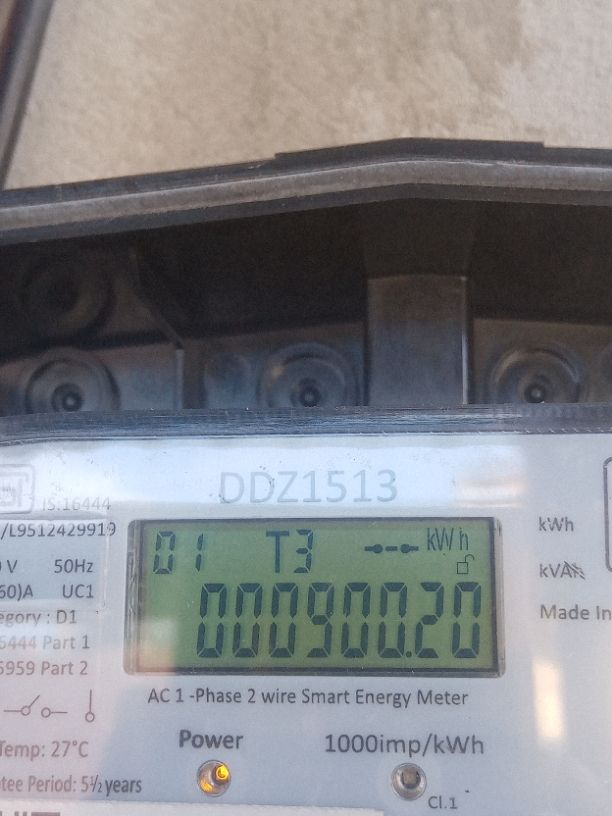 DDZ1513
IS:16444
/L9512429919
V 50Hz
60)A UC1
egory : D1
6444 Part 1
5959 Part 2
Temp: 27°C
tee Period: 5½ years
01 T3 kWh
000900.20
AC 1 -Phase 2 wire Smart Energy Meter
Power 1000imp/kWh
Cl.1
kWh
Made In